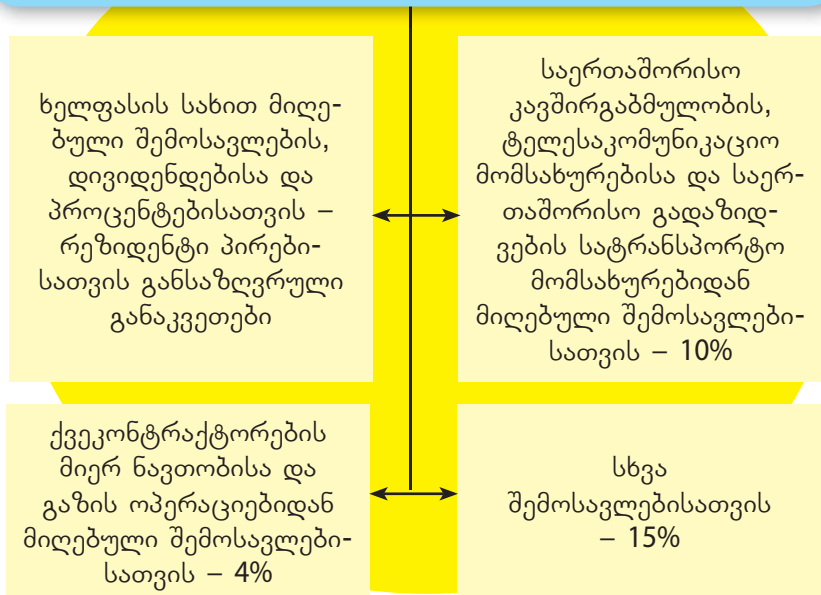 ხელფასის სახით მიღე-
ბული შემოსავლების,
დივიდენდებისა და
პროცენტებისათვის –
რეზიდენტი პირები-
სათვის განსაზღვრული
განაკვეთები
საერთაშორისო
კავშირგაბმულობის,
ტელესაკომუნიკაციო
მომსახურებისა და საერ-
თაშორისო გადაზიდ-
ვების სატრანსპორტო
მომსახურებიდან
მიღებული შემოსავლები-
სათვის – 10%
ქვეკონტრაქტორების
მიერ ნავთობისა და
გაზის ოპერაციებიდან
მიღებული შემოსავლები-
სათვის – 4%
სხვა
შემოსავლებისათვის
– 15%